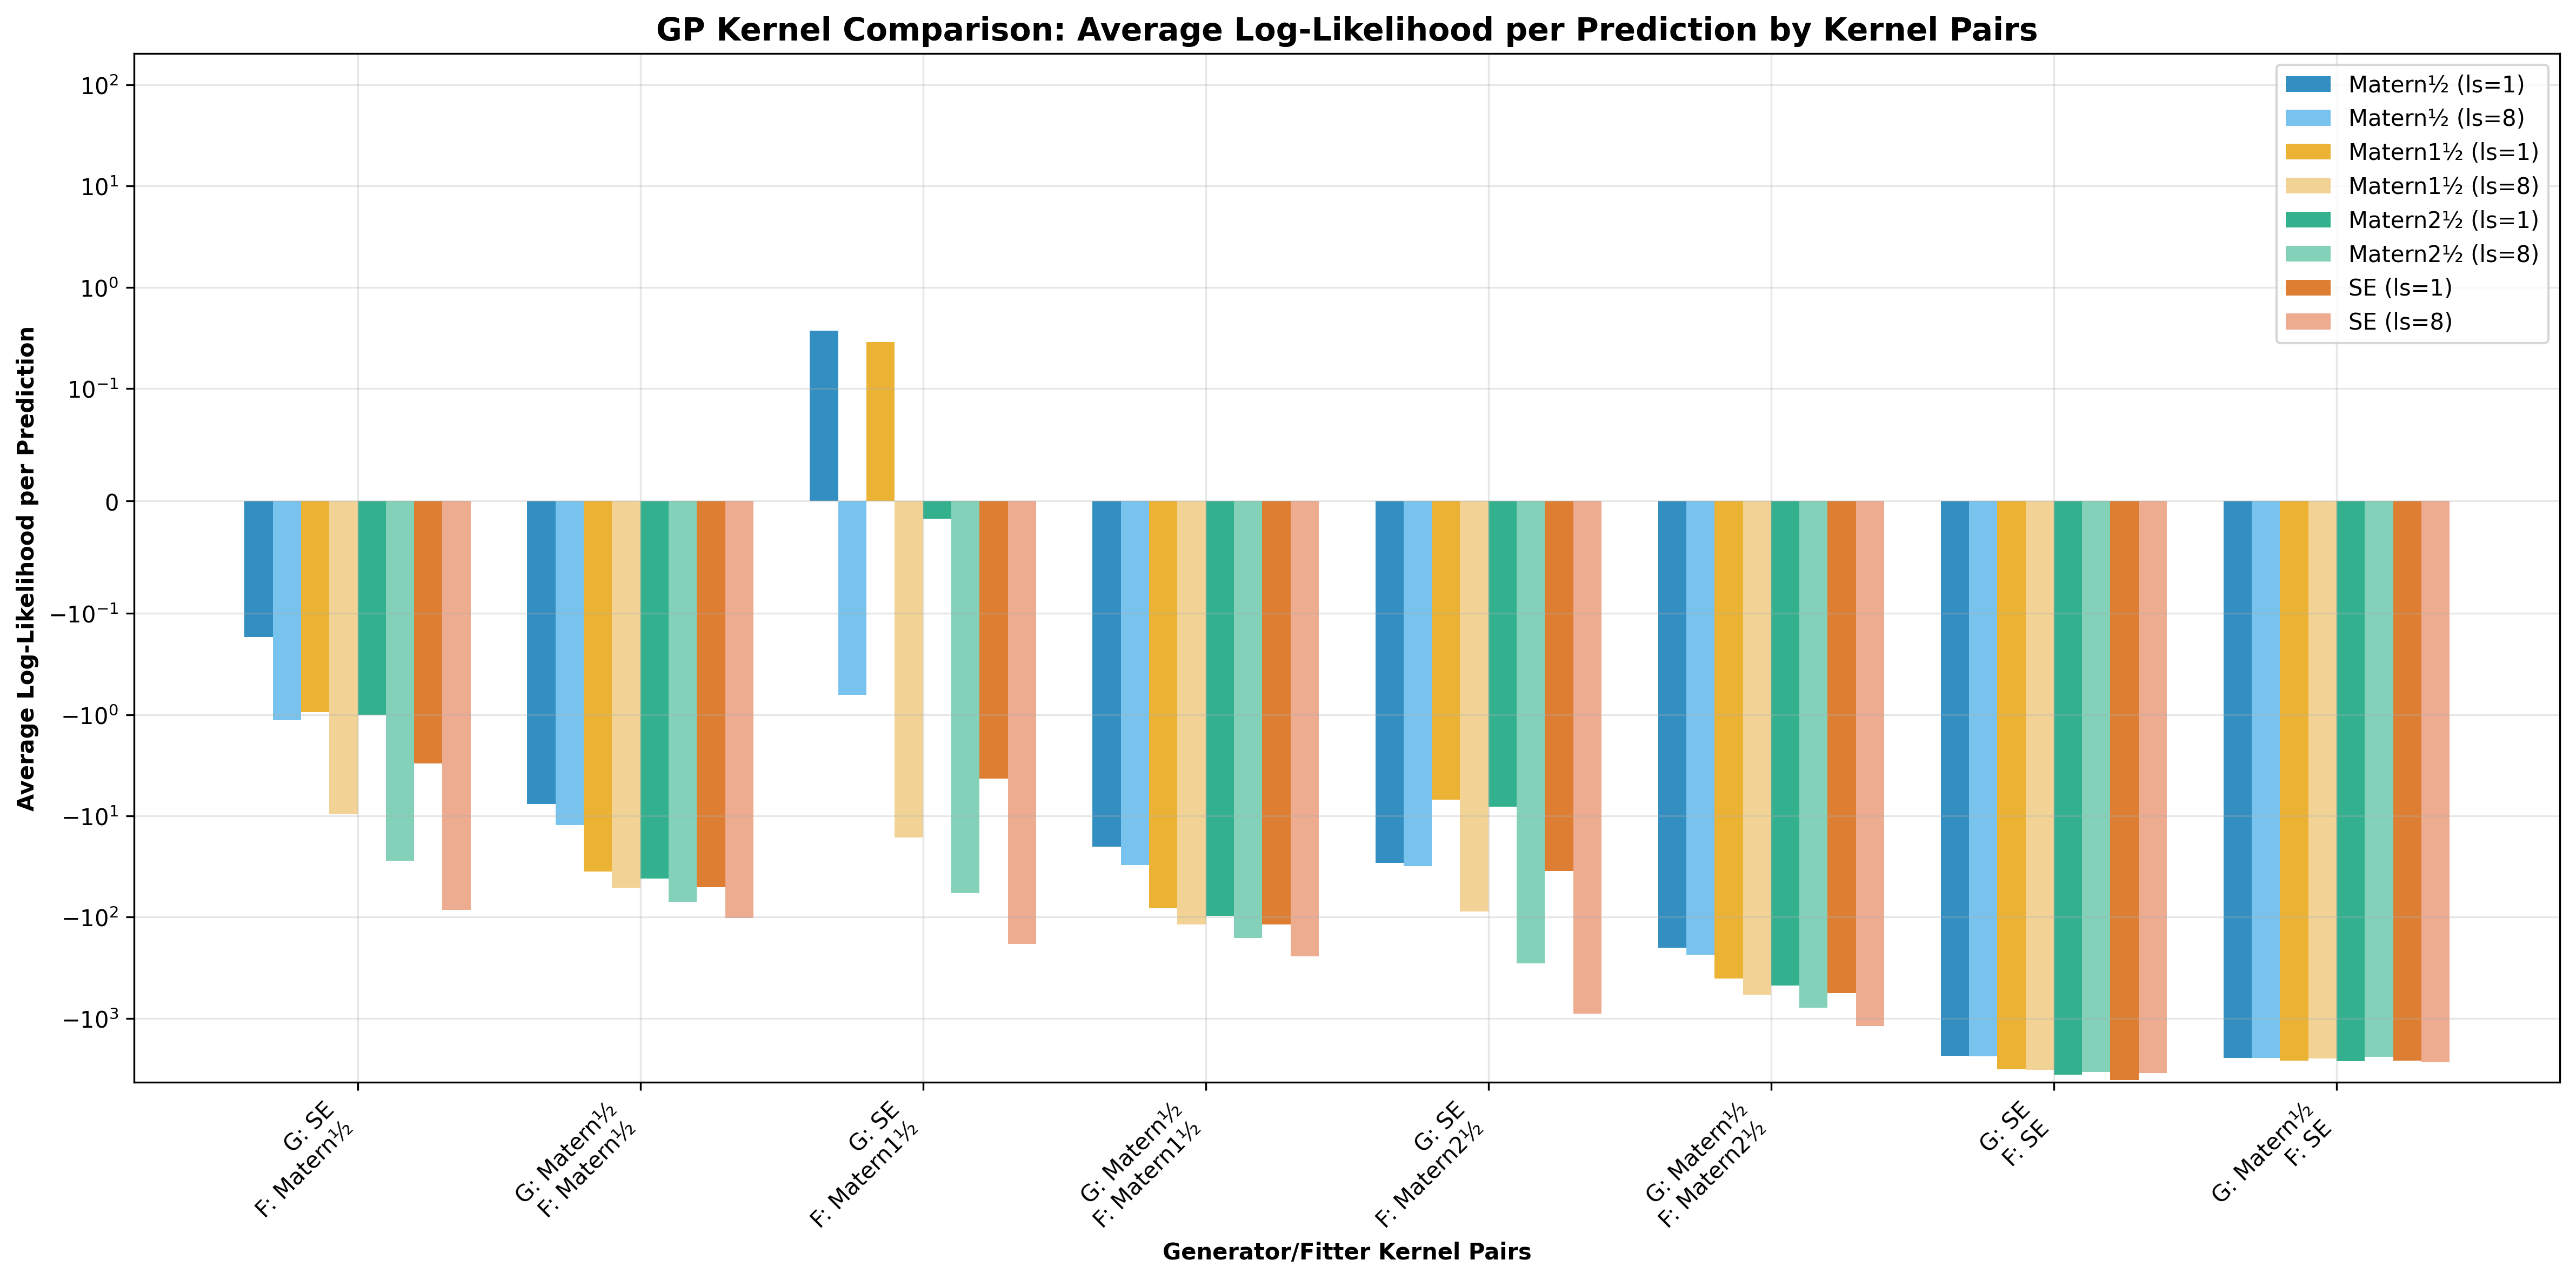 GP Kernel Comparison: Average Log-Likelihood per Prediction by Kernel Pairs
Average Log-Likelihood per Prediction
10²
10¹
10⁰
10⁻¹
0
−10⁻¹
−10⁰
−10¹
−10²
−10³
Matern½ (ls=1)
Matern½ (ls=8)
Matern1½ (ls=1)
Matern1½ (ls=8)
Matern2½ (ls=1)
Matern2½ (ls=8)
SE (ls=1)
SE (ls=8)
G: SE
F: Matern½
G: Matern½
F: Matern½
G: SE
F: Matern1½
G: Matern½
F: Matern1½
G: SE
F: Matern2½
G: Matern½
F: Matern2½
G: SE
F: SE
G: Matern½
F: SE
Generator/Fitter Kernel Pairs